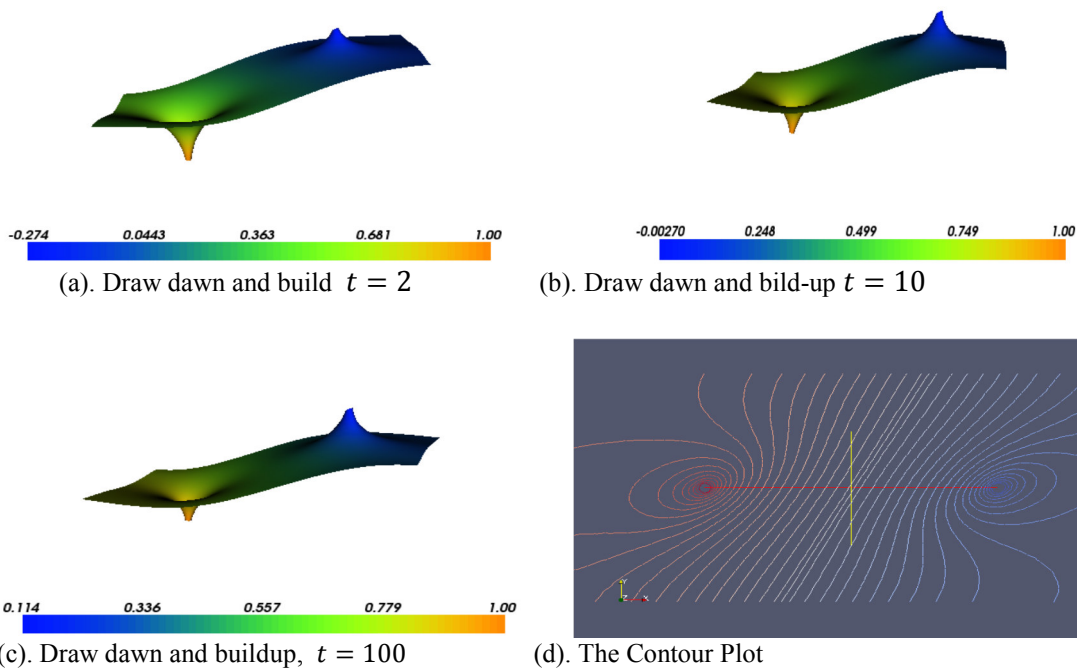 -0.274 0.0443 0.363 0.681 1.00
(a). Draw dawn and build t = 2
-0.00270 0.248 0.499 0.749 1.00
(b). Draw dawn and bild-up t = 10
0.114 0.336 0.557 0.779 1.00
(c). Draw dawn and buildup, t = 100
Y
Z X
(d). The Contour Plot